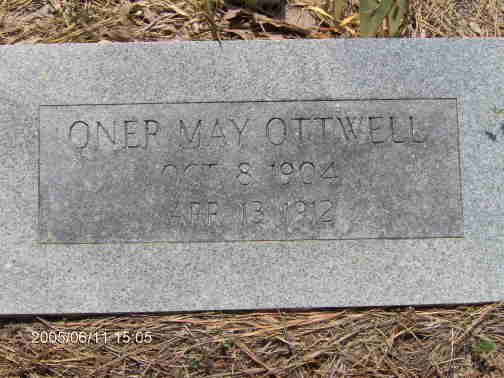 ONER MAY OTTWELL
OCT 8 1904
APR 13 1912
2005/06/11 15:05